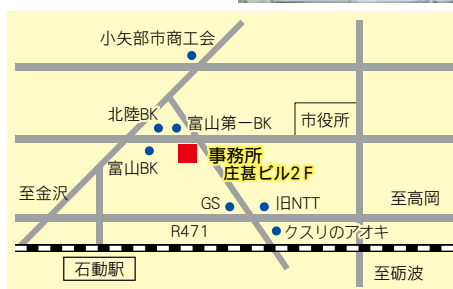 小矢部市商工会
北陸BK
富山第一BK
市役所
富山BK
事務所
庄甚ビル2F
至金沢
GS
旧NTT
至高岡
R471
クスリのアオキ
石動駅
至砺波